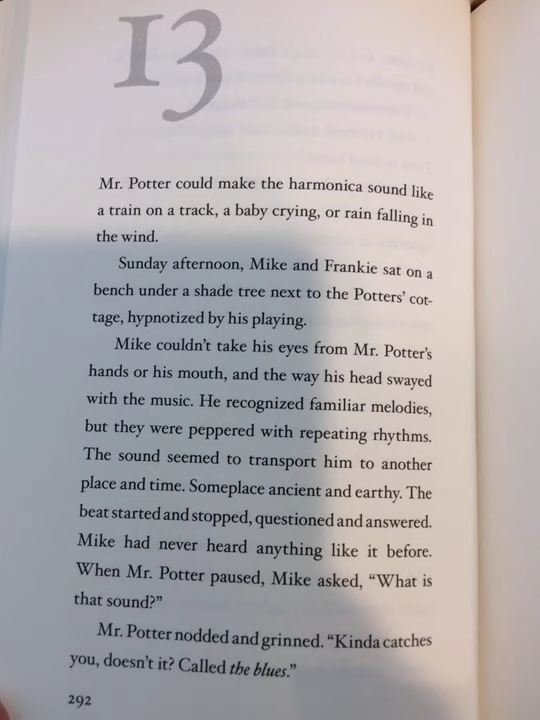 13
Mr. Potter could make the harmonica sound like
a train on a track, a baby crying, or rain falling in
the wind.
Sunday afternoon, Mike and Frankie sat on a
bench under a shade tree next to the Potters’ cot-
tage, hypnotized by his playing.
Mike couldn’t take his eyes from Mr. Potter’s
hands or his mouth, and the way his head swayed
with the music. He recognized familiar melodies,
but they were peppered with repeating rhythms.
The sound seemed to transport him to another
place and time. Someplace ancient and earthy. The
beat started and stopped, questioned and answered.
Mike had never heard anything like it before.
When Mr. Potter paused, Mike asked, “What is
that sound?”
Mr. Potter nodded and grinned. “Kinda catches
you, doesn’t it? Called the blues.”
292